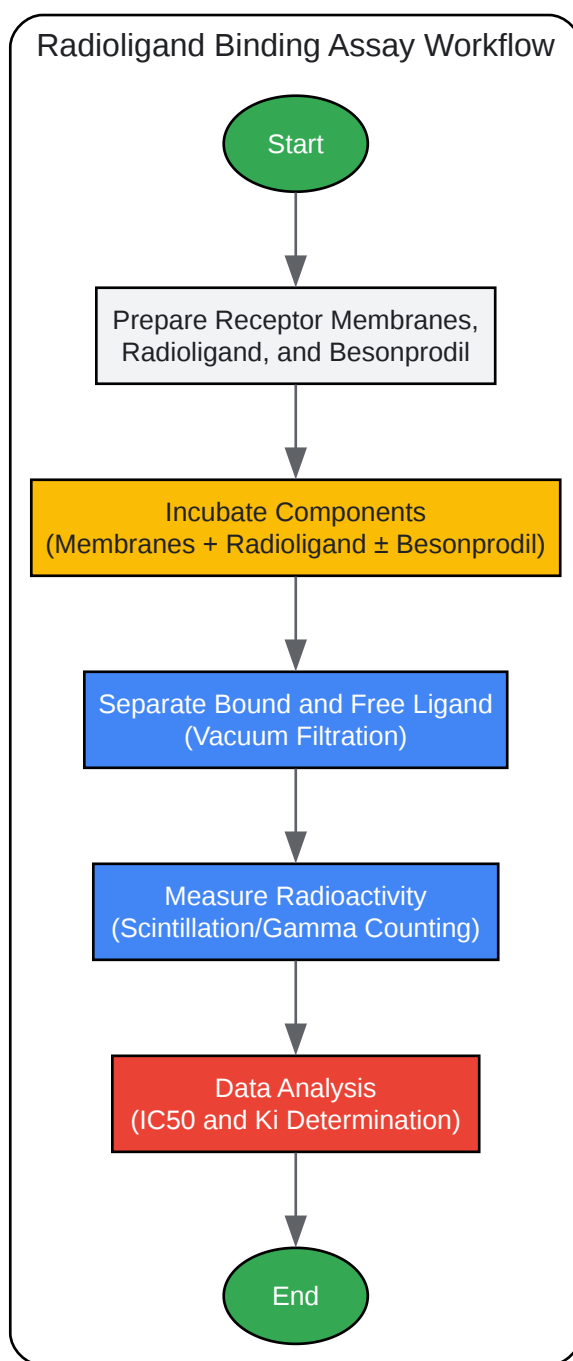 Radioligand Binding Assay Workflow
Start
Prepare Receptor Membranes,
Radioligand, and Besonprodil
Incubate Components
(Membranes + Radioligand ± Besonprodil)
Separate Bound and Free Ligand
(Vacuum Filtration)
Measure Radioactivity
(Scintillation/Gamma Counting)
Data Analysis
(IC50 and Ki Determination)
End